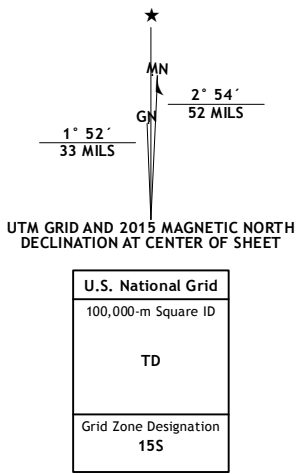 MN
GN
2° 54´
52 MILS
1° 52´
33 MILS
UTM GRID AND 2015 MAGNETIC NORTH
DECLINATION AT CENTER OF SHEET
U.S. National Grid
100,000-m Square ID
TD
Grid Zone Designation
15S